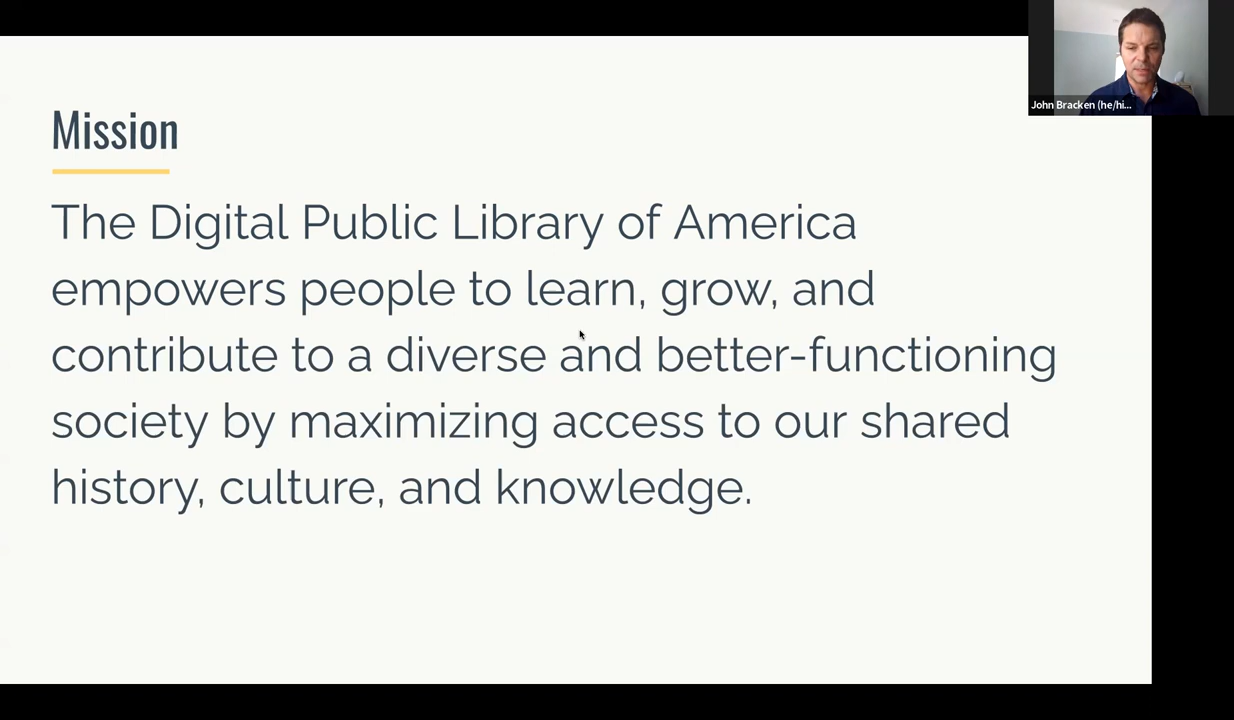 John Bracken (he/hi...
Mission
The Digital Public Library of America
empowers people to learn, grow, and
contribute to a diverse and better-functioning
society by maximizing access to our shared
history, culture, and knowledge.